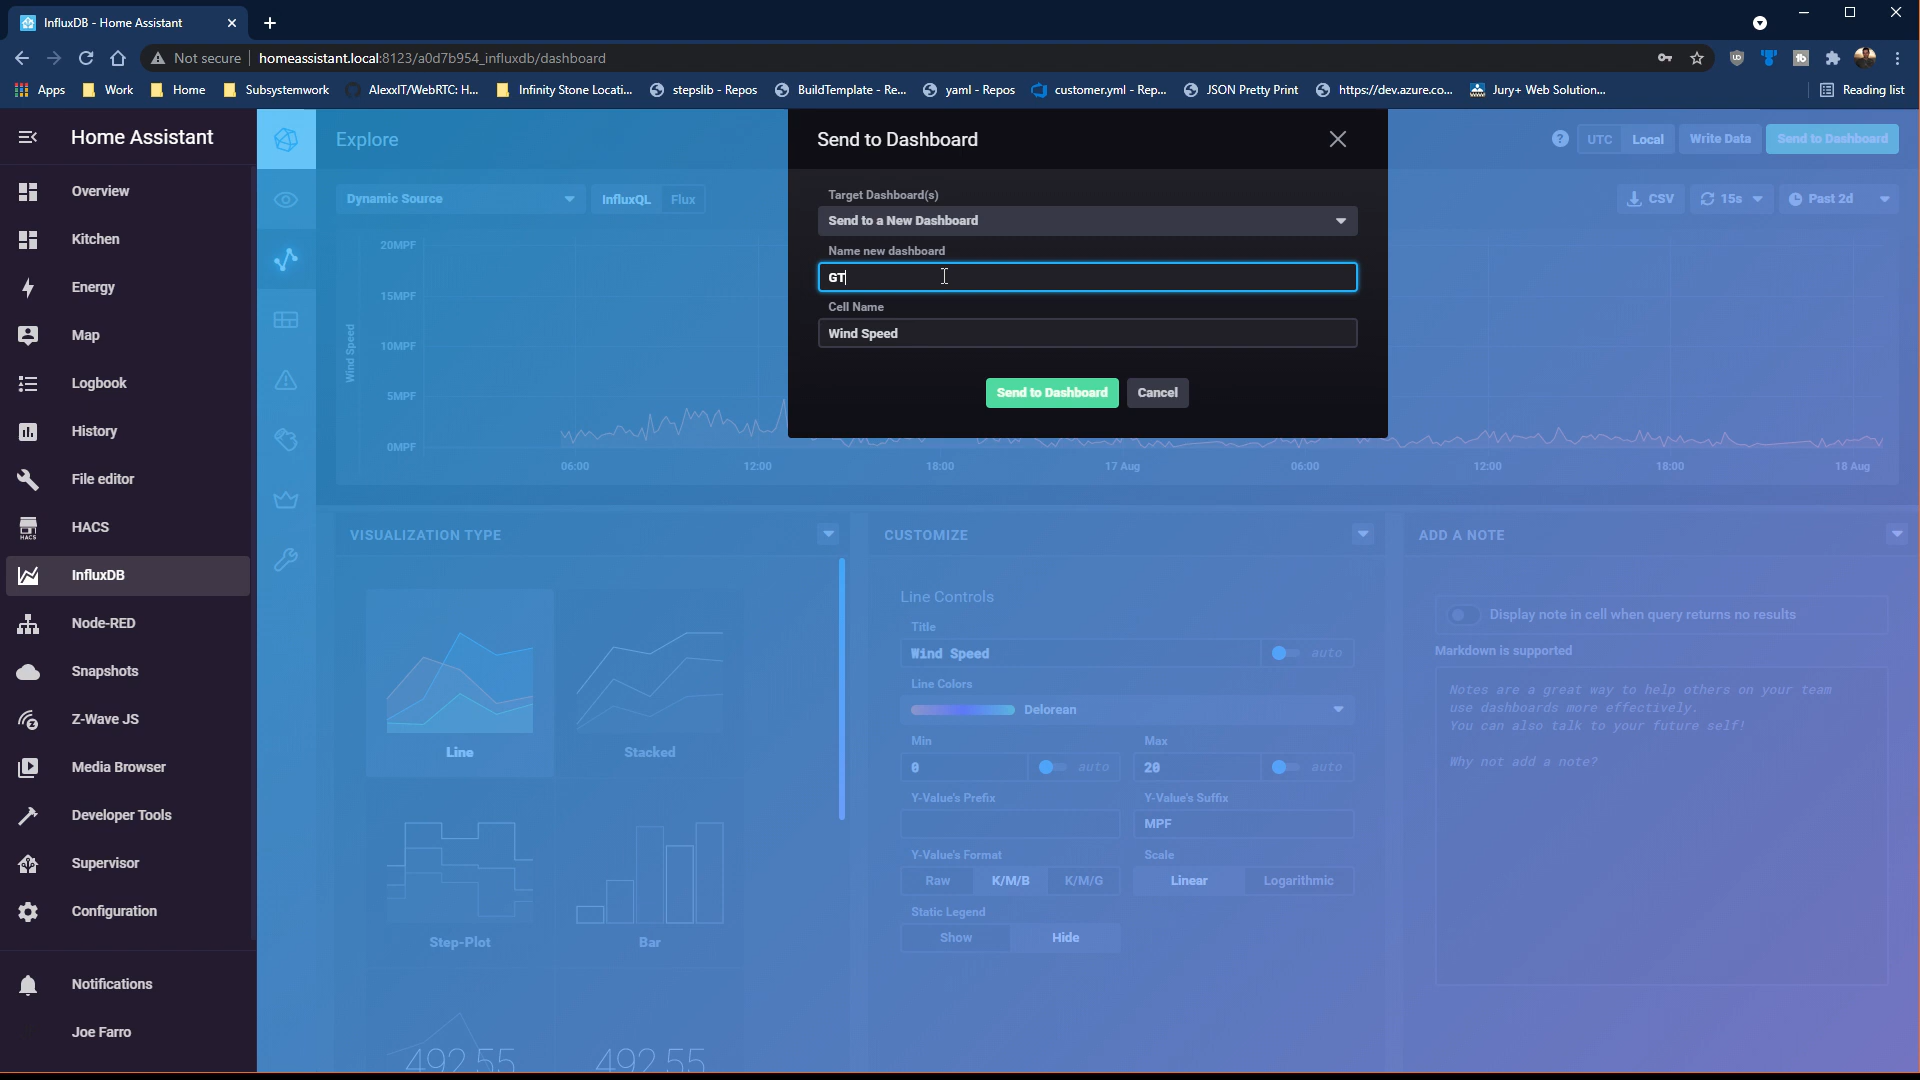 InfluxDB - Home Assistant
Not secure
homeassistant.local:8123/a0d7b954_influxdb/dashboard
Apps
Work
Home
Subsystemwork
AlexxIT/WebRTC: H...
Infinity Stone Locati...
stepslib - Repos
BuildTemplate - Re...
yaml - Repos
customer.yml - Rep...
JSON Pretty Print
https://dev.azure.co...
Jury+ Web Solution...
Reading list
Home Assistant
Overview
Kitchen
Energy
Map
Logbook
History
File editor
HACS
HACS
InfluxDB
Node-RED
Snapshots
Z-Wave JS
Media Browser
Developer Tools
Supervisor
Configuration
Notifications
Joe Farro
Explore
UTC
Local
Write Data
Send to Dashboard
Dynamic Source
InfluxQL
Flux
CSV
15s
Past 2d
Wind Speed
20MPF
15MPF
10MPF
5MPF
0MPF
06:00
12:00
18:00
17 Aug
06:00
12:00
18:00
18 Aug
Send to Dashboard
Target Dashboard(s)
Send to a New Dashboard
Name new dashboard
GT
Cell Name
Wind Speed
Send to Dashboard
Cancel
VISUALIZATION TYPE
Line
Stacked
Step-Plot
Bar
492.55
492.55
CUSTOMIZE
Line Controls
Title
Wind Speed
auto
Line Colors
Delorean
Min
Max
0
auto
20
auto
Y-Value's Prefix
Y-Value's Suffix
MPF
Y-Value's Format
Scale
Raw
K/M/B
K/M/G
Linear
Logarithmic
Static Legend
Show
Hide
ADD A NOTE
Display note in cell when query returns no results
Markdown is supported
Notes are a great way to help others on your team
use dashboards more effectively.
You can also talk to your future self!
Why not add a note?